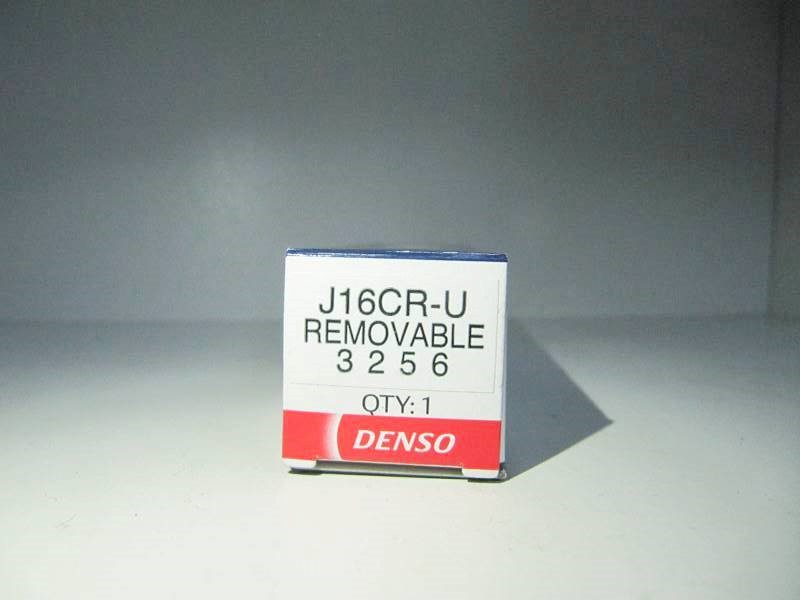 J16CR-U
REMOVABLE
3 2 5 6
QTY: 1
DENSO